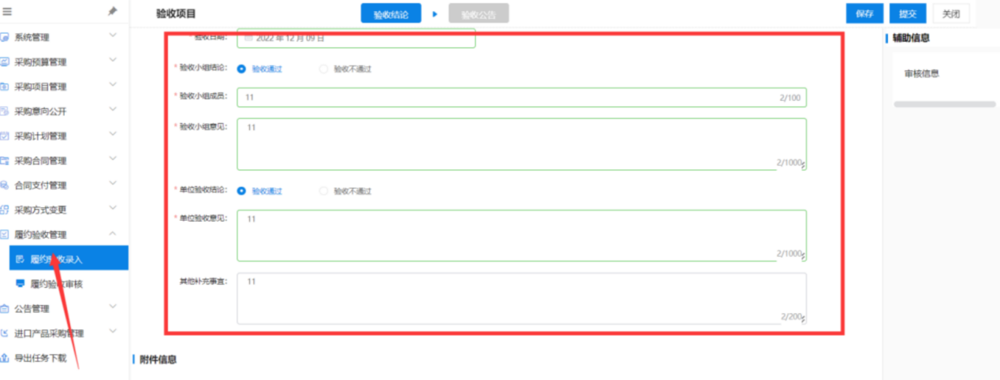 验收项目
验收结论
验收公告
保存
提交
关闭
系统管理
采购预算管理
采购项目管理
采购意向公开
采购计划管理
采购合同管理
合同支付管理
采购方式变更
履约验收管理
履约验收录入
履约验收审核
公告管理
进口产品采购管理
导出任务下载
* 验收日期: 2022 年 12 月 09 日
* 验收小组结论: 验收通过 验收不通过
* 验收小组成员: 11 2/100
* 验收小组意见: 11
2/1000
* 单位验收结论: 验收通过 验收不通过
* 单位验收意见: 11
2/1000
其他补充事宜: 11
2/200
附件信息
辅助信息
审核信息